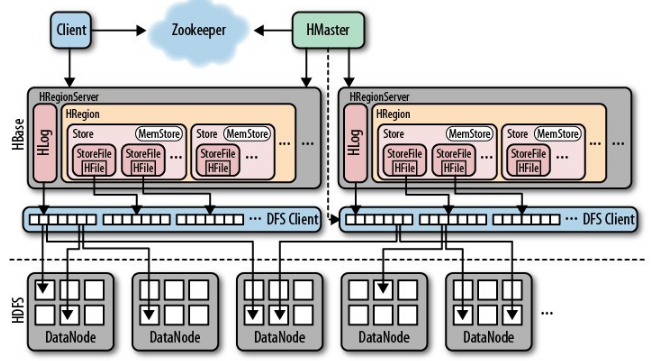 Client
Zookeeper
HMaster
HBase
HRegionServer
HLog
HRegion
Store
MemStore
StoreFile
HFile
StoreFile
HFile
...
Store
MemStore
StoreFile
HFile
...
... ...
HRegionServer
HLog
HRegion
Store
MemStore
StoreFile
HFile
StoreFile
HFile
...
Store
MemStore
StoreFile
HFile
...
... ...
... DFS Client
... DFS Client
HDFS
DataNode
DataNode
DataNode
DataNode
DataNode
...